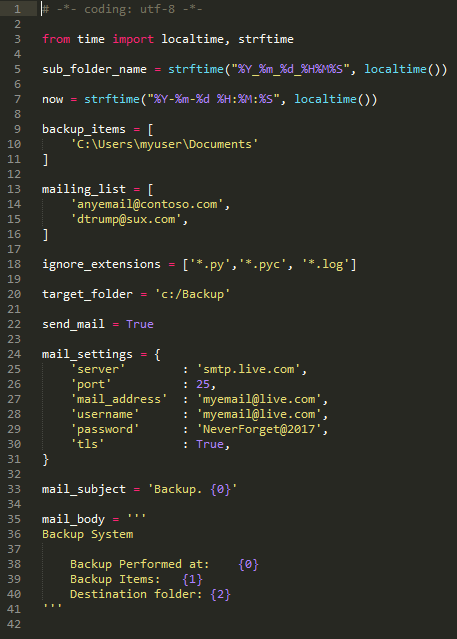 1 # -*- coding: utf-8 -*-
2
3 from time import localtime, strftime
4
5 sub_folder_name = strftime("%Y_%m_%d_%H%M%S", localtime())
6
7 now = strftime("%Y-%m-%d %H:%M:%S", localtime())
8
9 backup_items = [
10     'C:\Users\myuser\Documents'
11 ]
12
13 mailing_list = [
14     'anyemail@contoso.com',
15     'dtrump@sux.com',
16 ]
17
18 ignore_extensions = ['*.py','*.pyc', '*.log']
19
20 target_folder = 'c:/Backup'
21
22 send_mail = True
23
24 mail_settings = {
25     'server'        : 'smtp.live.com',
26     'port'          : 25,
27     'mail_address'  : 'myemail@live.com',
28     'username'      : 'myemail@live.com',
29     'password'      : 'NeverForget@2017',
30     'tls'           : True,
31 }
32
33 mail_subject = 'Backup. {0}'
34
35 mail_body = '''
36 Backup System
37
38     Backup Performed at:    {0}
39     Backup Items:   {1}
40     Destination folder: {2}
41 '''
42